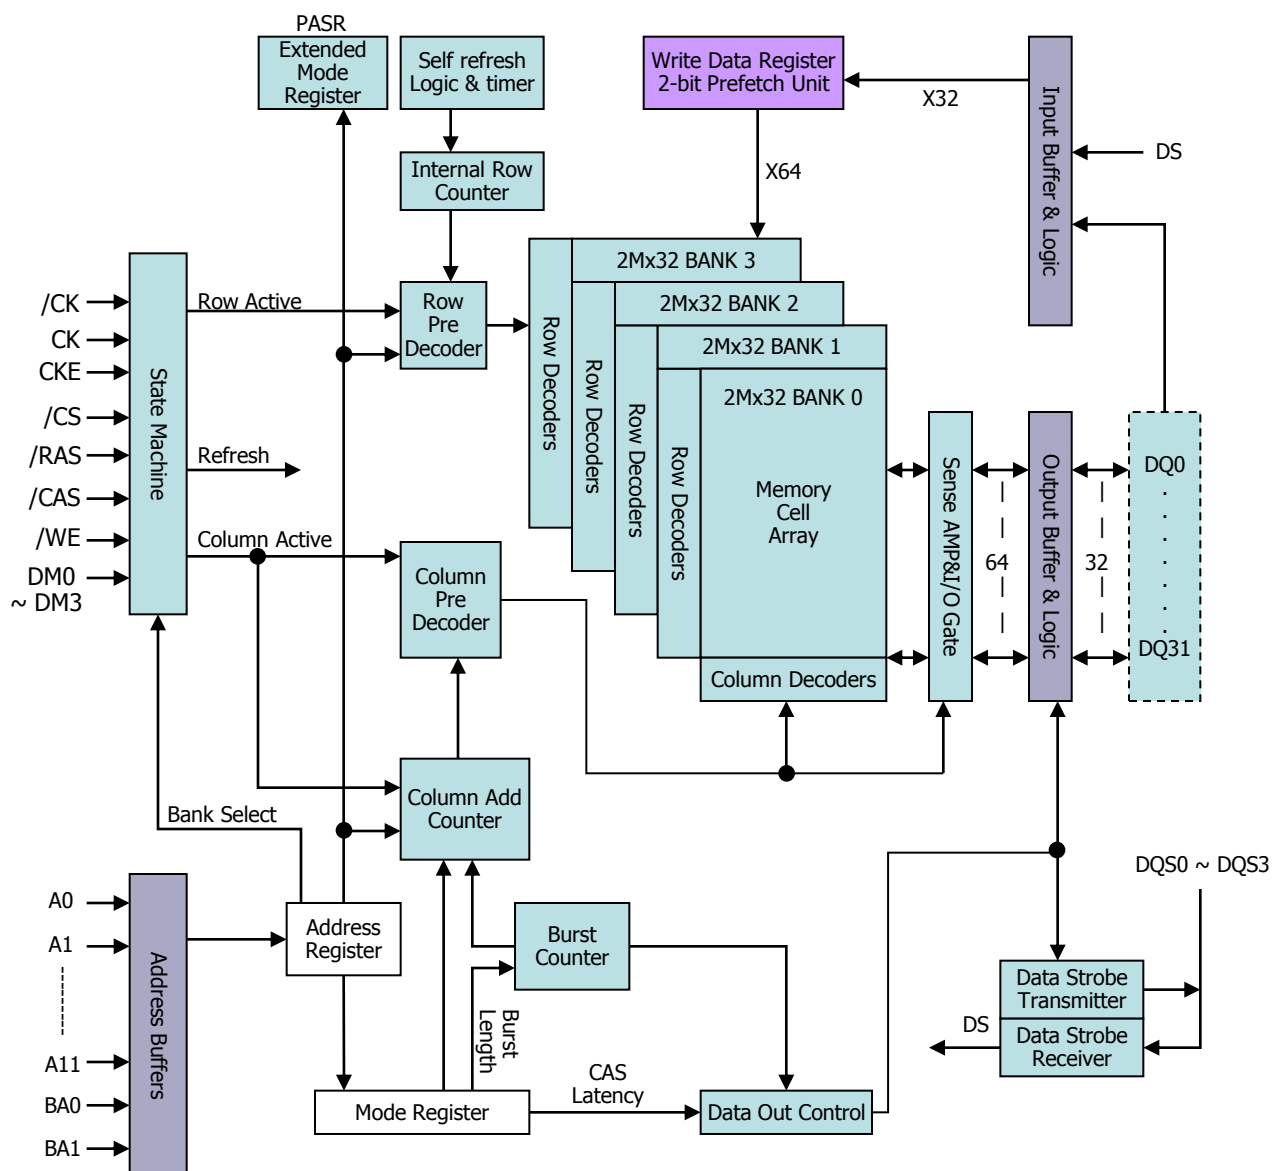 PASR
Extended
Mode
Register
Self refresh
Logic & timer
Write Data Register
2-bit Prefetch Unit
X32
Input Buffer & Logic
DS
Internal Row
Counter
X64
2Mx32 BANK 3
2Mx32 BANK 2
2Mx32 BANK 1
2Mx32 BANK 0
Row Decoders
Row Decoders
Row Decoders
Row Decoders
/CK
CK
CKE
/CS
/RAS
/CAS
/WE
DM0
~ DM3
State Machine
Row Active
Row
Pre
Decoder
Refresh
Column Active
Column
Pre
Decoder
Memory
Cell
Array
Column Decoders
Sense AMP&I/O Gate
64
Output Buffer & Logic
32
DQ0
.
.
.
.
.
.
.
DQ31
Column Add
Counter
Bank Select
A0
A1
A11
BA0
BA1
Address Buffers
Address
Register
Burst
Counter
Burst
Length
Mode Register
CAS
Latency
Data Out Control
DQS0 ~ DQS3
Data Strobe
Transmitter
DS
Data Strobe
Receiver